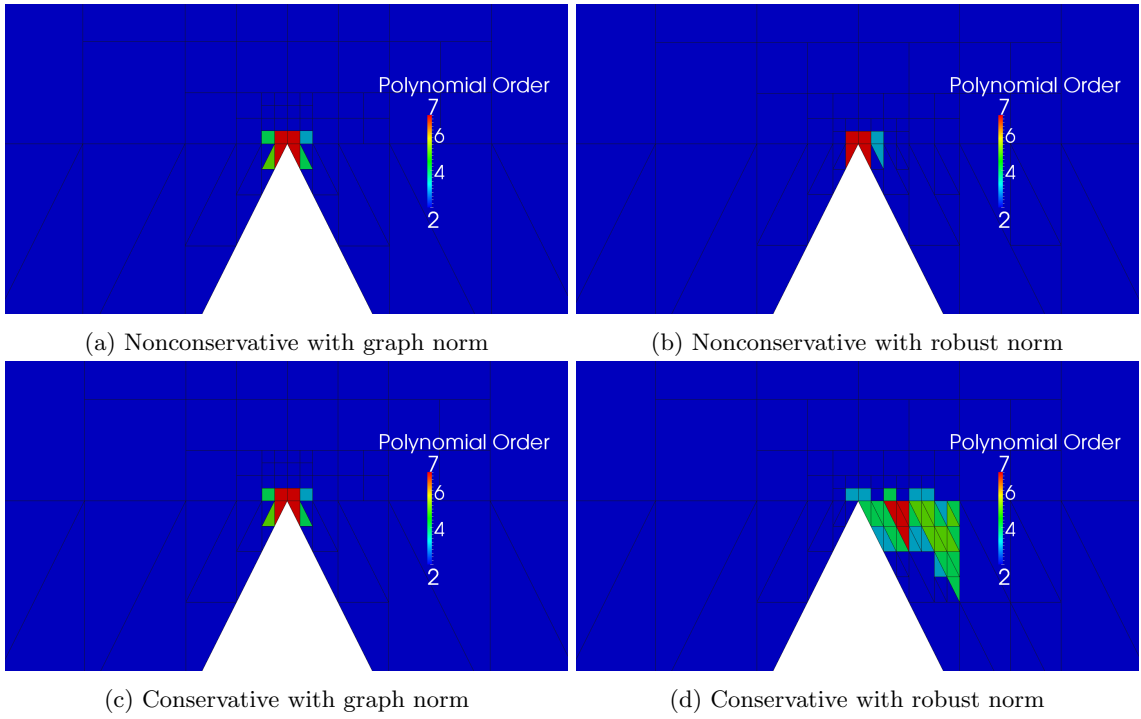 Polynomial Order
7
6
4
2
Polynomial Order
7
6
4
2
(a) Nonconservative with graph norm
(b) Nonconservative with robust norm
Polynomial Order
7
6
4
2
Polynomial Order
7
6
4
2
(c) Conservative with graph norm
(d) Conservative with robust norm